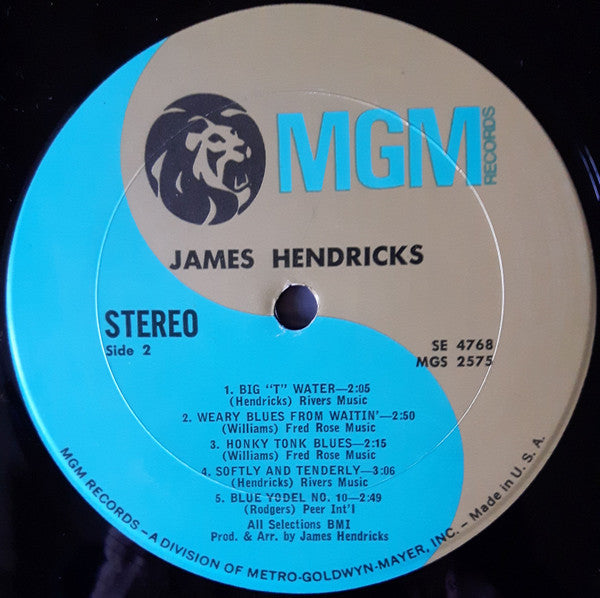 MGM
RECORDS
JAMES HENDRICKS
STEREO
Side 2
SE 4768
MGS 2575
1. BIG "T" WATER—2:05
(Hendricks) Rivers Music
2. WEARY BLUES FROM WAITIN'—2:50
(Williams) Fred Rose Music
3. HONKY TONK BLUES—2:15
(Williams) Fred Rose Music
4. SOFTLY AND TENDERLY—3:06
(Hendricks) Rivers Music
5. BLUE YODEL NO. 10—2:49
(Rodgers) Peer Int'l
All Selections BMI
Prod. & Arr. by James Hendricks
MGM RECORDS – A DIVISION OF METRO-GOLDWYN-MAYER, INC. – Made in U. S. A.